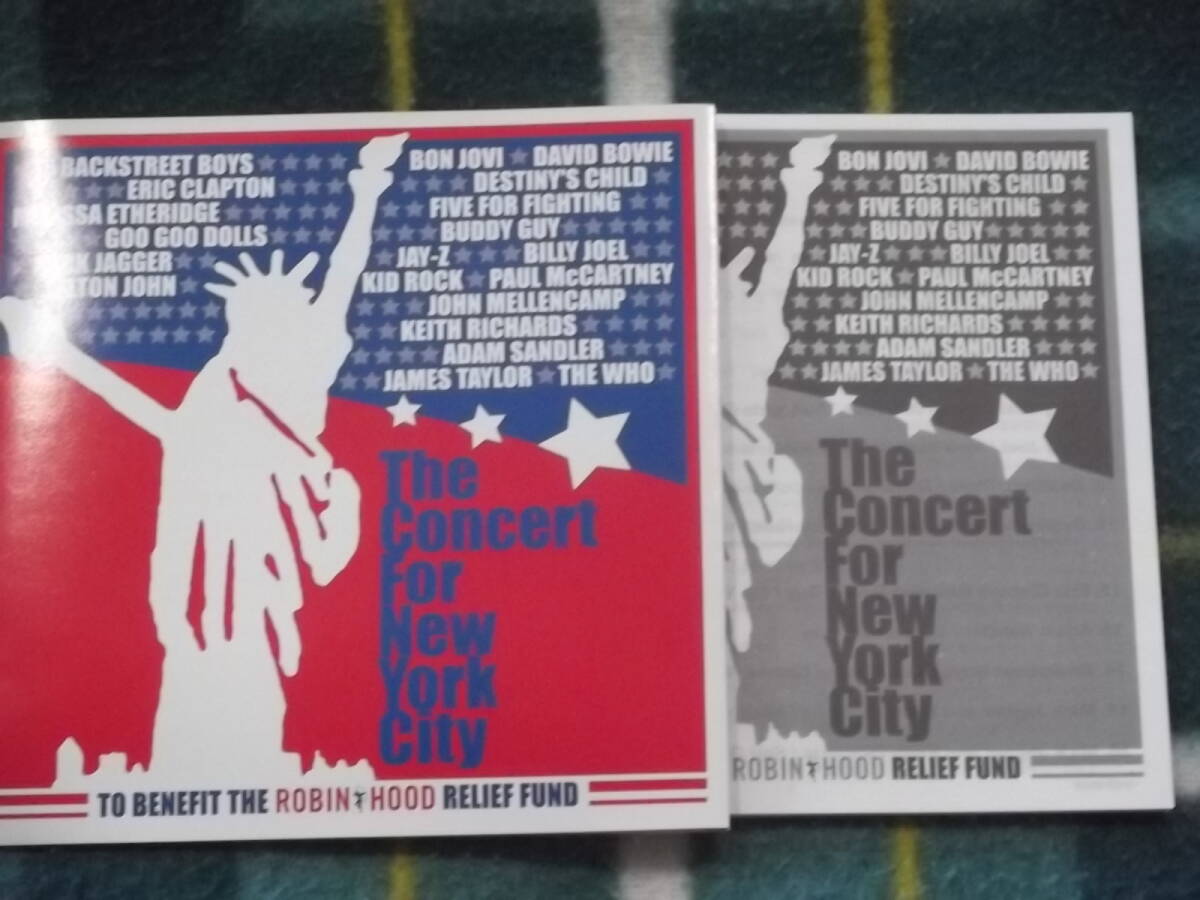 BACKSTREET BOYS
ERIC CLAPTON
ETHERIDGE
GOO GOO DOLLS
JAGGER
JOHN
BON JOVI ★ DAVID BOWIE
DESTINY'S CHILD
FIVE FOR FIGHTING
BUDDY GUY
JAY-Z BILLY JOEL
KID ROCK ★ PAUL McCARTNEY
JOHN MELLENCAMP
KEITH RICHARDS
ADAM SANDLER
JAMES TAYLOR ★ THE WHO
The
Concert
For
New
York
City
TO BENEFIT THE ROBIN HOOD RELIEF FUND
BON JOVI ★ DAVID BOWIE
DESTINY'S CHILD
FIVE FOR FIGHTING
BUDDY GUY
JAY-Z BILLY JOEL
KID ROCK ★ PAUL McCARTNEY
JOHN MELLENCAMP
KEITH RICHARDS
ADAM SANDLER
JAMES TAYLOR ★ THE WHO
The
Concert
For
New
York
City
ROBIN HOOD RELIEF FUND